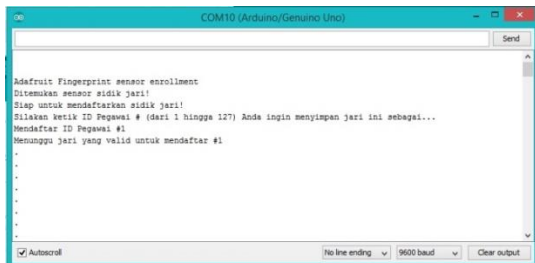 COM10 (Arduino/Genuino Uno)
Send
Adafruit Fingerprint sensor enrollment
Ditemukan sensor sidik jari!
Siap untuk mendaftarkan sidik jari!
Silakan ketik ID Pegawai # (dari 1 hingga 127) Anda ingin menyimpan jari ini sebagai...
Mendaftar ID Pegawai #1
Menunggu jari yang valid untuk mendaftar #1
.
.
.
.
.
.
.
Autoscroll No line ending 9600 baud Clear output